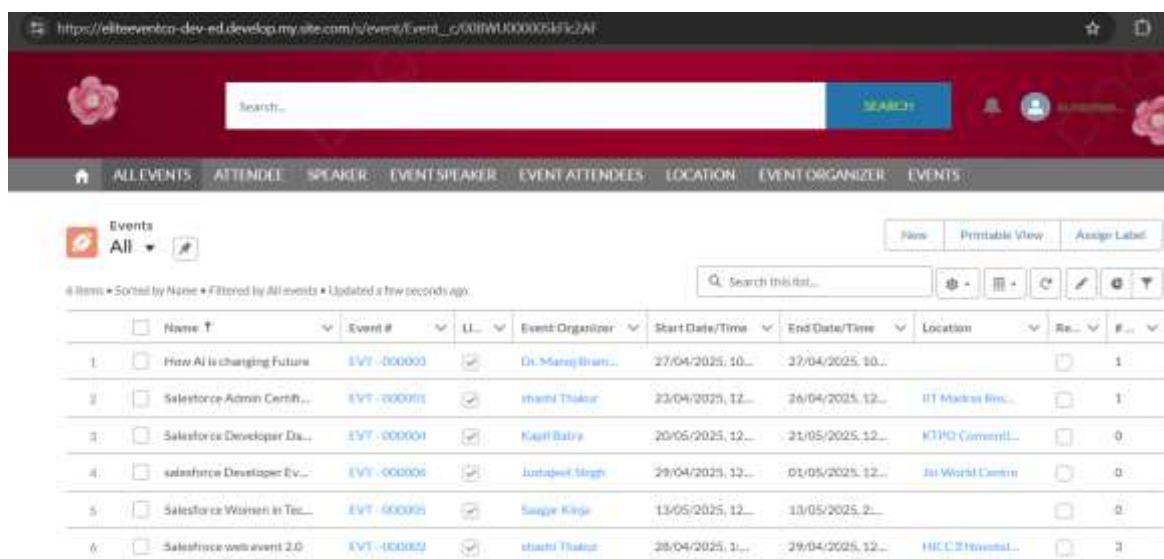 https://eliteeventco-dev-ed.develop.my.site.com/s/event/Event__c/
Search...
SEARCH
ALL EVENTS ATTENDEE SPEAKER EVENT SPEAKER EVENT ATTENDEES LOCATION EVENT ORGANIZER EVENTS
Events
All
New Printable View Assign Label
6 items • Sorted by Name • Filtered by All events • Updated a few seconds ago
Search this list...
Name Event # Li... Event Organizer Start Date/Time End Date/Time Location Re... #...
1 How AI is changing Future EVT - 000003 27/04/2025, 10... 27/04/2025, 10... 1
2 Salesforce Admin Certifi... EVT - 000001 shashi Thakur 23/04/2025, 12... 26/04/2025, 12... IIT Madras Res... 1
3 Salesforce Developer Da... EVT - 000004 Kapil Batra 20/05/2025, 12... 21/05/2025, 12... KTPO Conventi... 0
4 salesforce Developer Ev... EVT - 000006 Singh 29/04/2025, 12... 01/05/2025, 12... Jio World Centre 0
5 Salesforce Women in Tec... EVT - 000005 13/05/2025, 12... 13/05/2025, 2:... 0
6 web event 2.0 EVT - 000002 shashi Thakur 28/04/2025, 1:... 29/04/2025, 12...